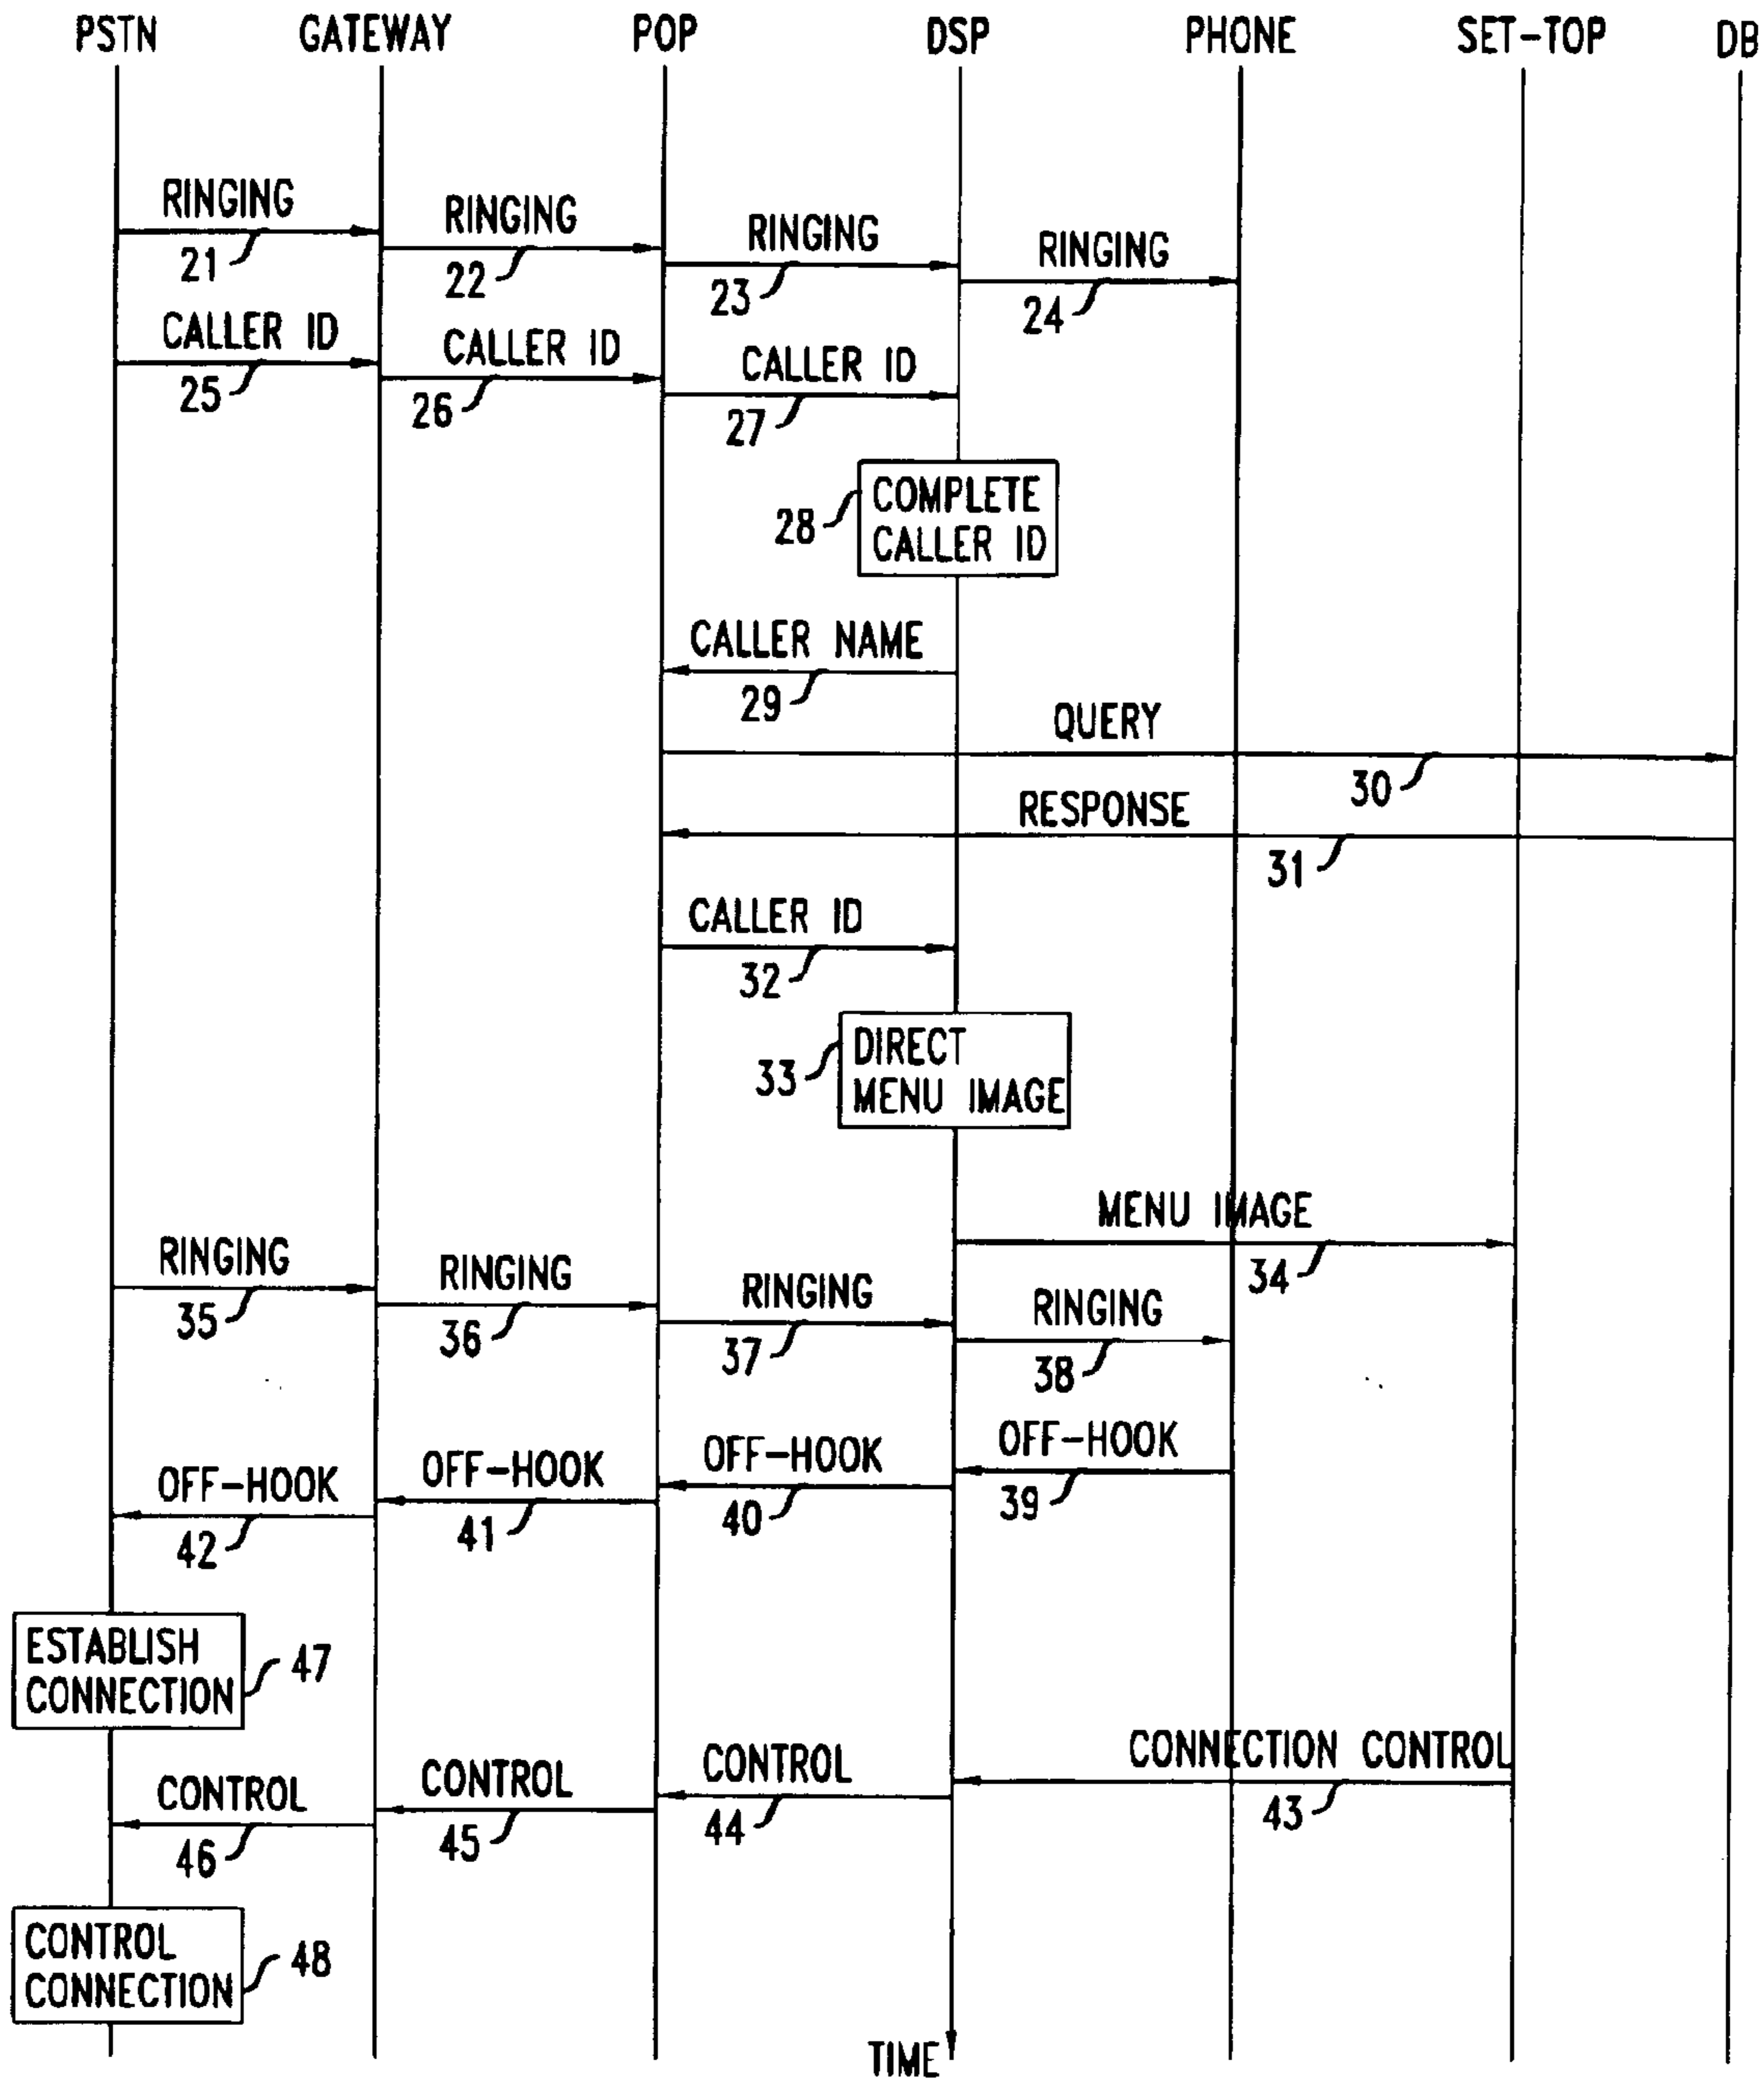 PSTN GATEWAY POP DSP PHONE SET-TOP DB
RINGING RINGING RINGING RINGING
21 22 23 24
CALLER ID CALLER ID CALLER ID
25 26 27
COMPLETE
CALLER ID
28
CALLER NAME
29
QUERY
30
RESPONSE
31
CALLER ID
32
DIRECT
MENU IMAGE
33
MENU IMAGE
34
RINGING RINGING RINGING RINGING
35 36 37 38
OFF-HOOK OFF-HOOK OFF-HOOK OFF-HOOK
42 41 40 39
ESTABLISH
CONNECTION
47
CONTROL CONTROL CONTROL CONNECTION CONTROL
46 45 44 43
CONTROL
CONNECTION
48
TIME